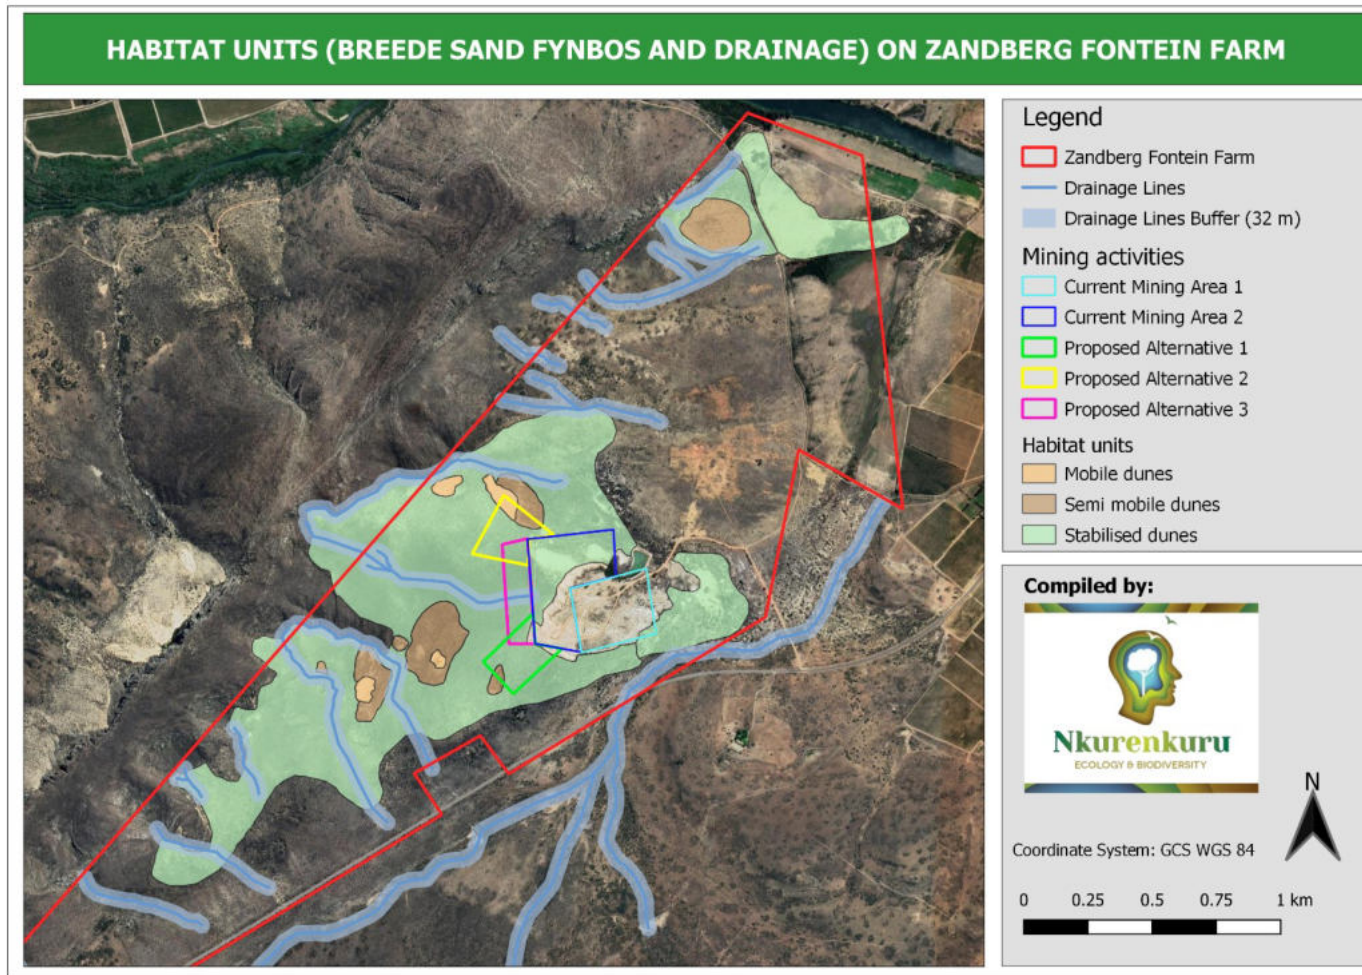 HABITAT UNITS (BREEDE SAND FYNBOS AND DRAINAGE) ON ZANDBERG FONTEIN FARM
Legend
Zandberg Fontein Farm
Drainage Lines
Drainage Lines Buffer (32 m)
Mining activities
Current Mining Area 1
Current Mining Area 2
Proposed Alternative 1
Proposed Alternative 2
Proposed Alternative 3
Habitat units
Mobile dunes
Semi mobile dunes
Stabilised dunes
Compiled by:
Nkurenkuru
ECOLOGY & BIODIVERSITY
N
Coordinate System: GCS WGS 84
0 0.25 0.5 0.75 1 km